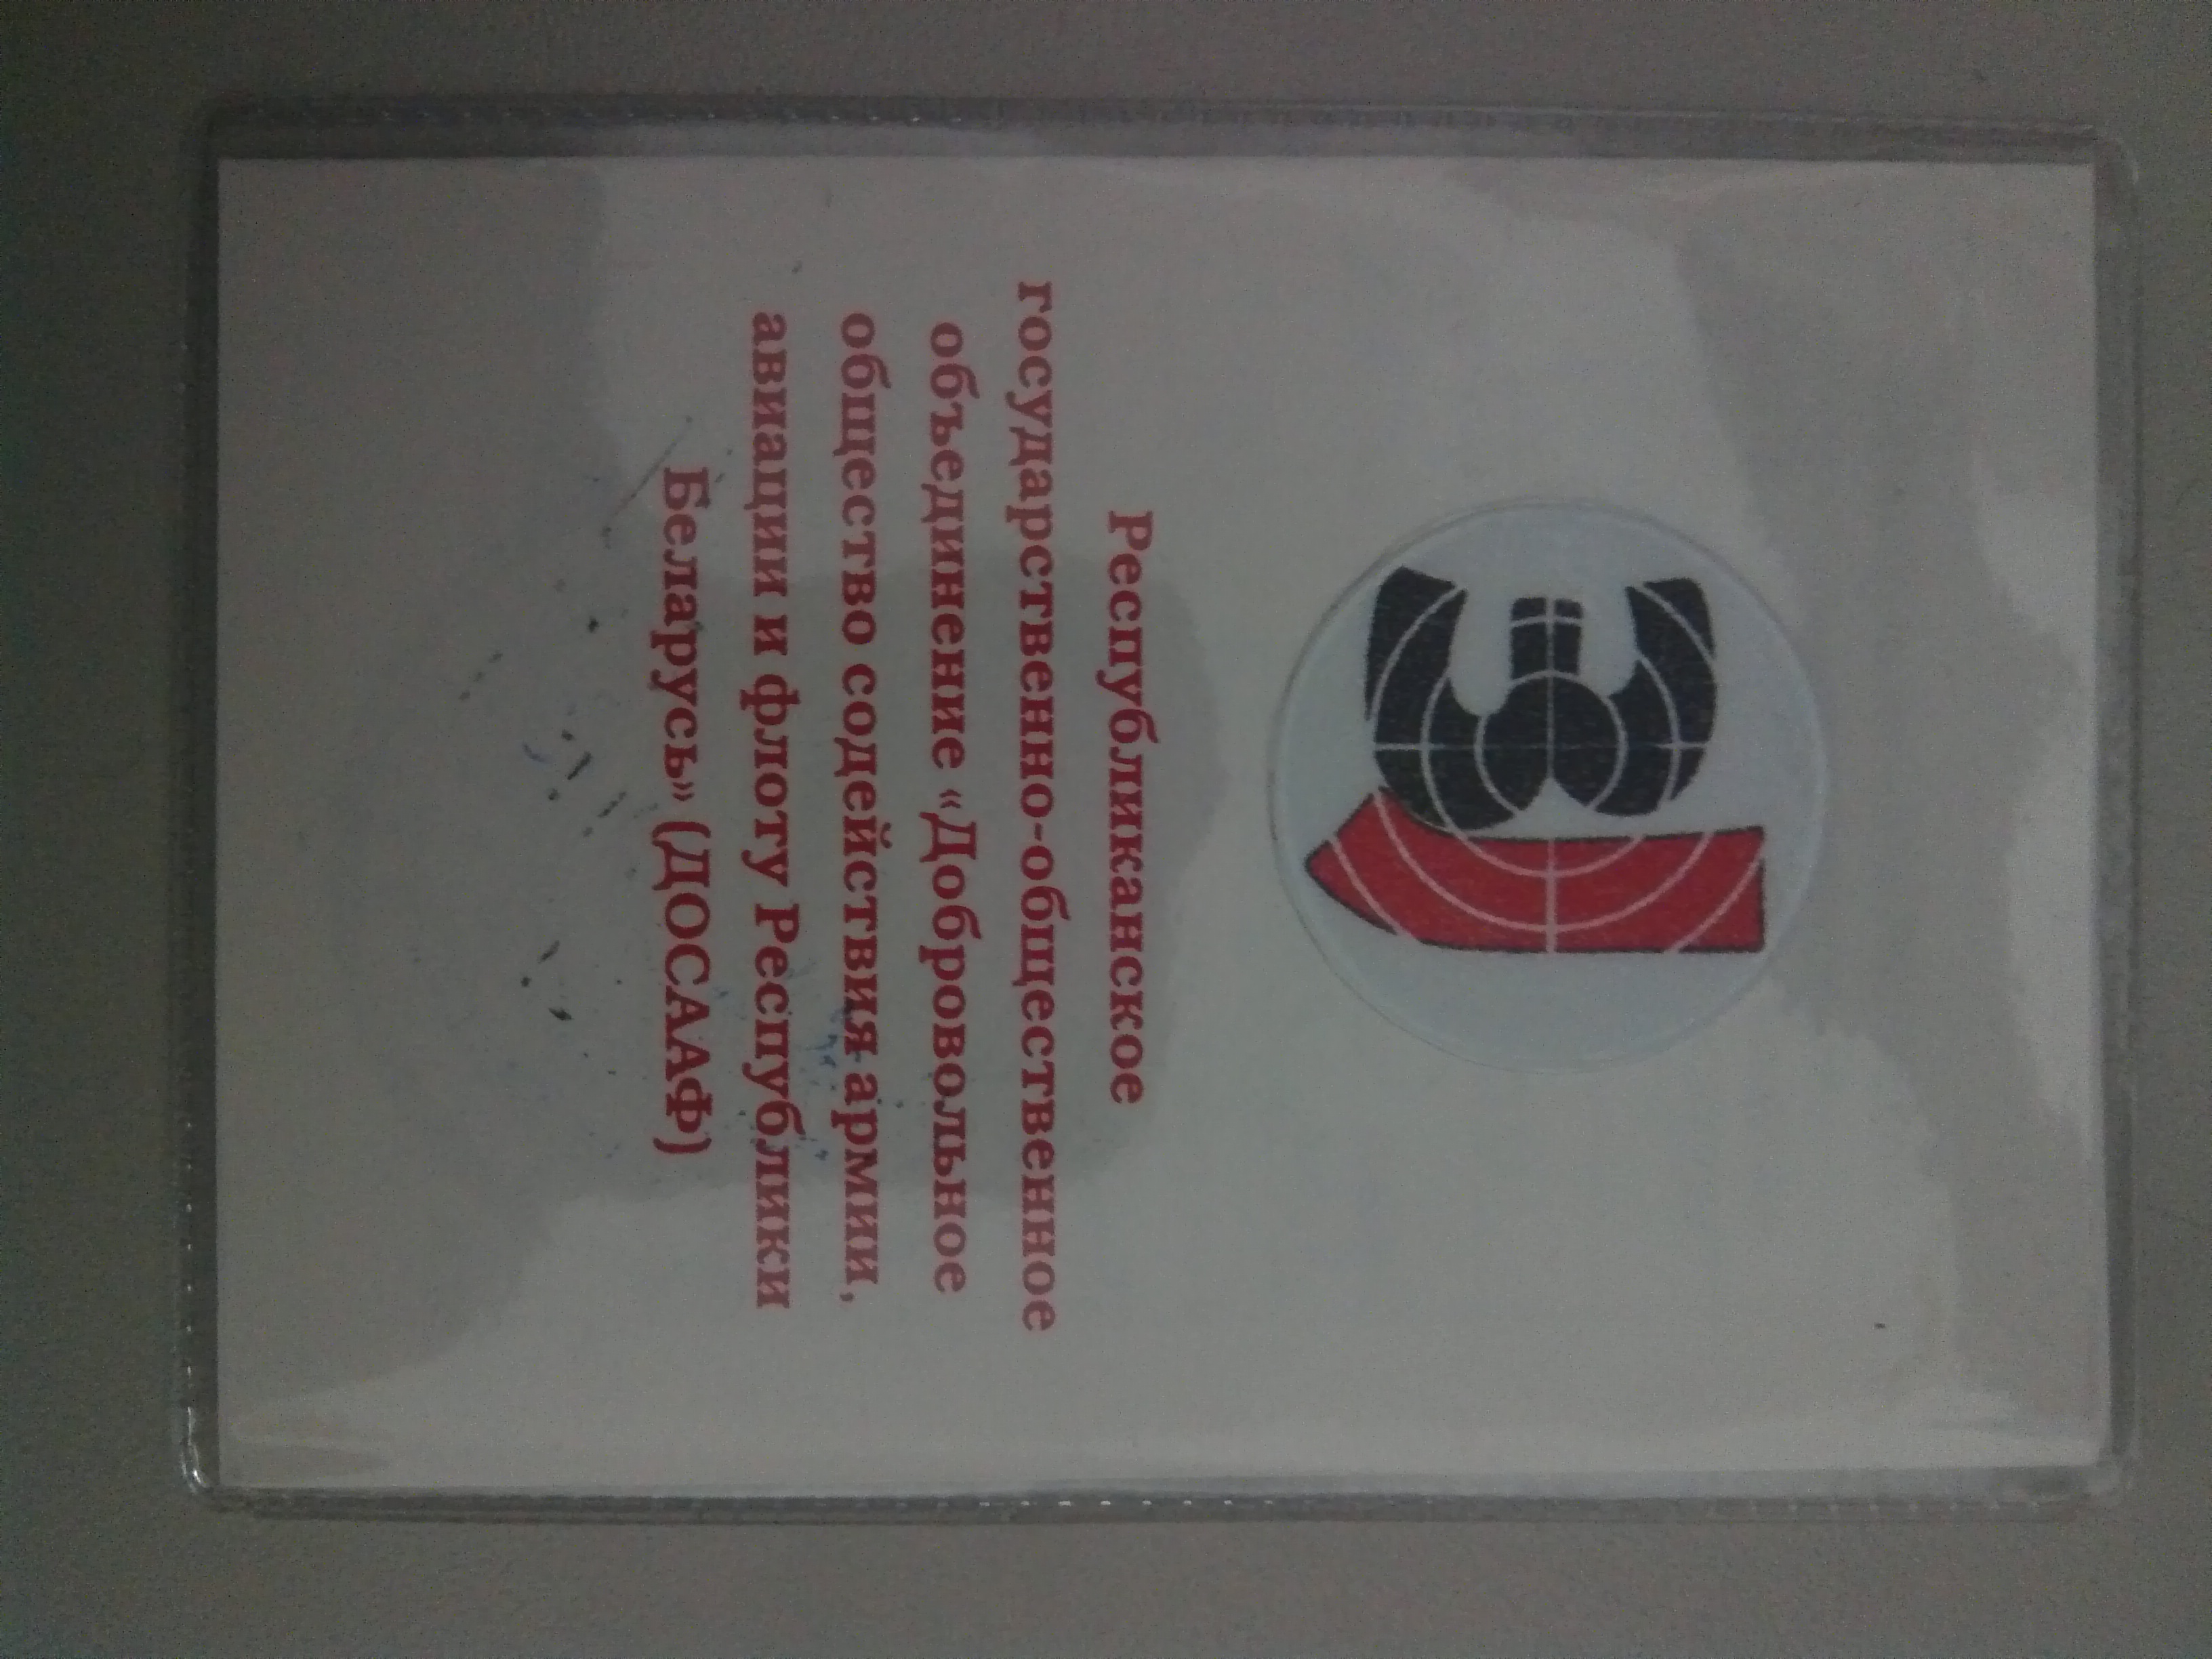 Республиканское
государственно-общественное
объединение «Добровольное
общество содействия армии,
авиации и флоту Республики
Беларусь» (ДОСААФ)